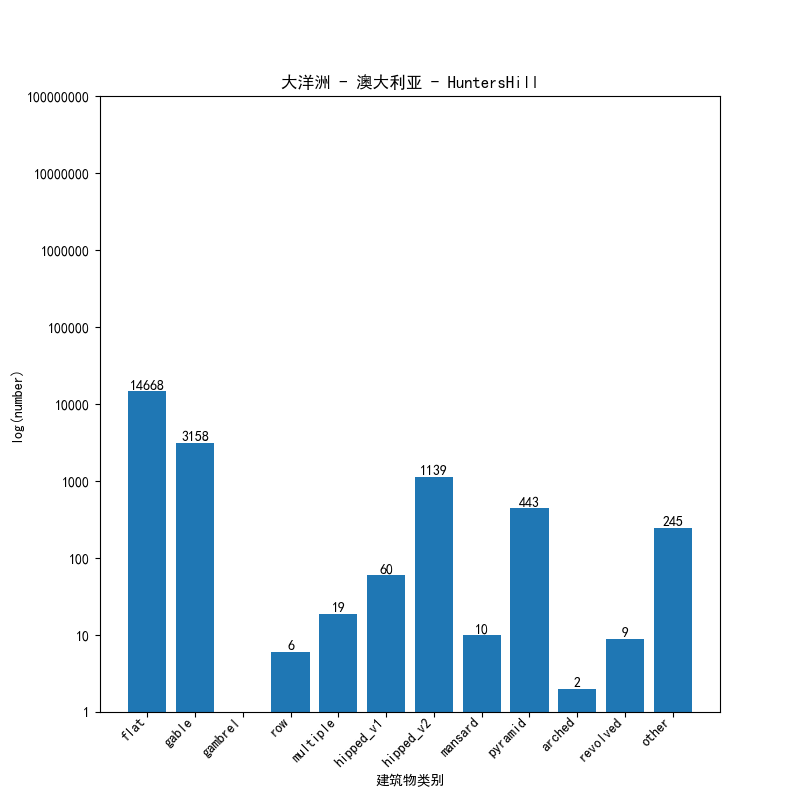 大洋洲 - 澳大利亚 - HuntersHill
100000000
10000000
1000000
100000
10000
1000
100
10
1
log(number)
14668
3158
6
19
60
1139
10
443
2
9
245
flat
gable
gambrel
row
multiple
hipped_v1
hipped_v2
mansard
pyramid
arched
revolved
other
建筑物类别